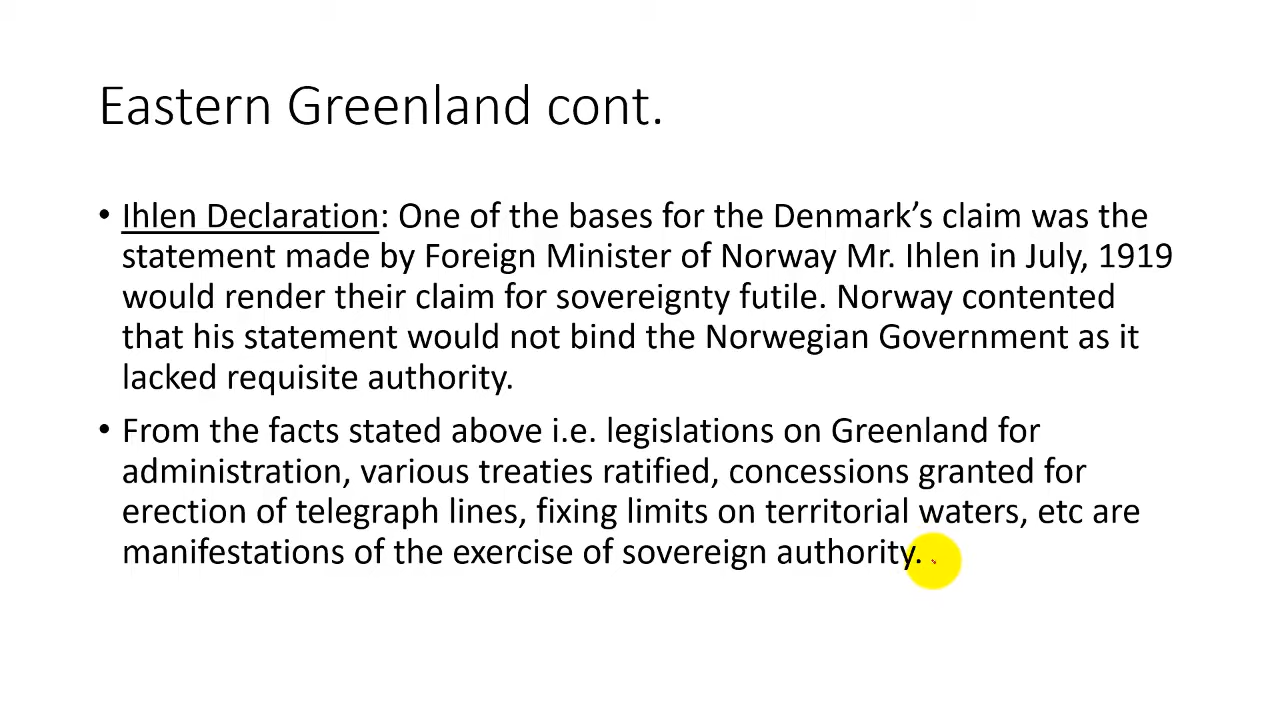 Eastern Greenland cont.
• Ihlen Declaration: One of the bases for the Denmark’s claim was the
statement made by Foreign Minister of Norway Mr. Ihlen in July, 1919
would render their claim for sovereignty futile. Norway contented
that his statement would not bind the Norwegian Government as it
lacked requisite authority.
• From the facts stated above i.e. legislations on Greenland for
administration, various treaties ratified, concessions granted for
erection of telegraph lines, fixing limits on territorial waters, etc are
manifestations of the exercise of sovereign authority.